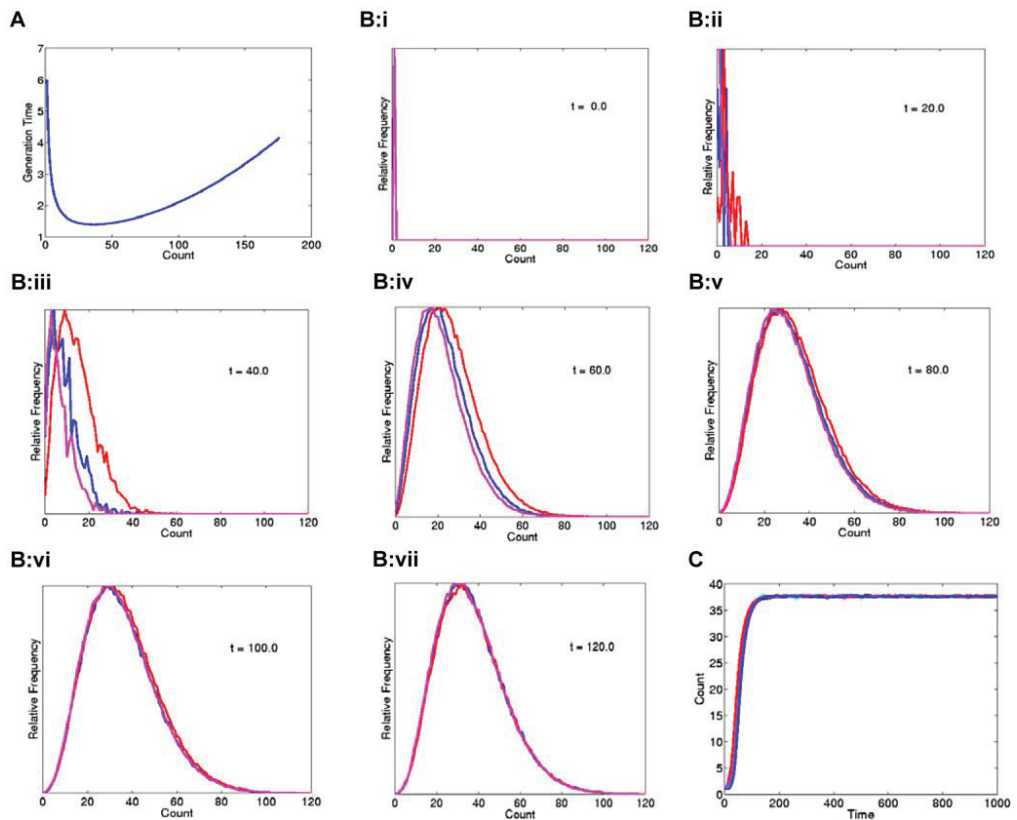 A
B:i
B:ii
7
6
5
4
3
2
1
Generation Time
0 50 100 150 200
Count
Relative Frequency
t = 0.0
0 20 40 60 80 100 120
Count
Relative Frequency
t = 20.0
0 20 40 60 80 100 120
Count
B:iii
B:iv
B:v
Relative Frequency
t = 40.0
0 20 40 60 80 100 120
Count
Relative Frequency
t = 60.0
0 20 40 60 80 100 120
Count
Relative Frequency
t = 80.0
0 20 40 60 80 100 120
Count
B:vi
B:vii
C
Relative Frequency
t = 100.0
0 20 40 60 80 100 120
Count
Relative Frequency
t = 120.0
0 20 40 60 80 100 120
Count
40
35
30
25
20
15
10
5
0
Count
0 200 400 600 800 1000
Time